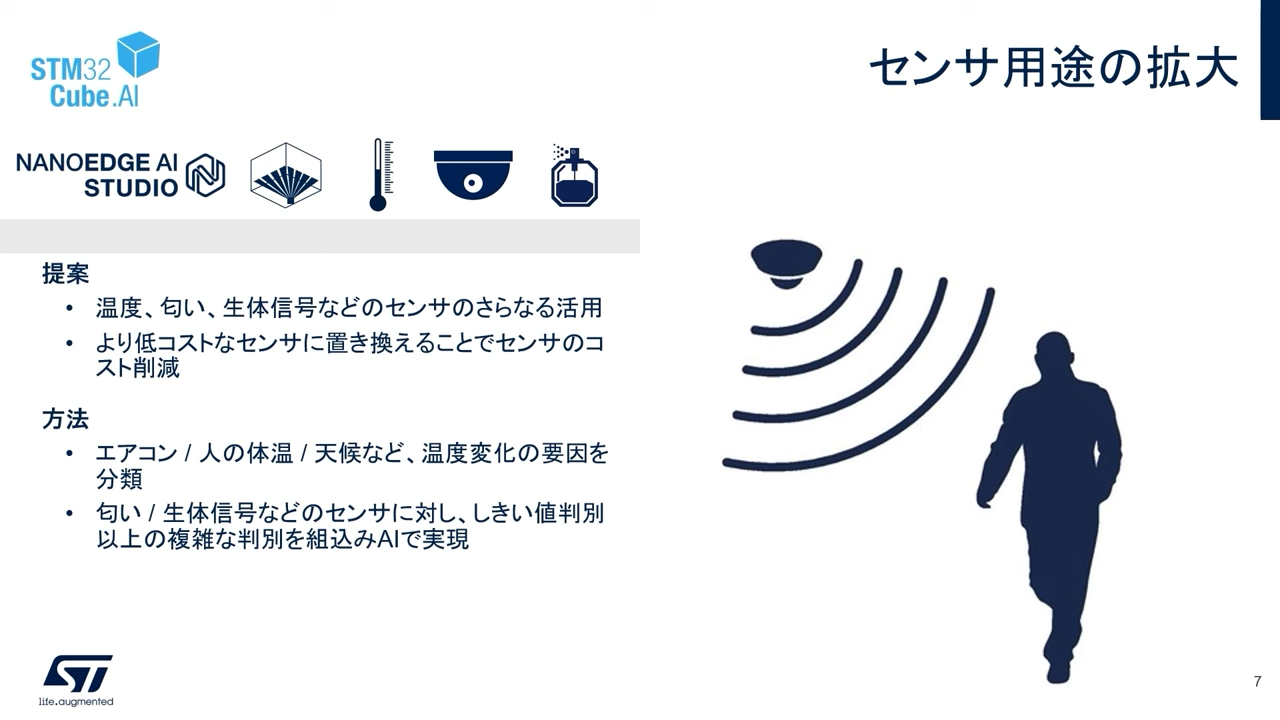 STM32
Cube.AI
センサ用途の拡大
NANOEDGE AI
STUDIO
提案
• 温度、匂い、生体信号などのセンサのさらなる活用
• より低コストなセンサに置き換えることでセンサのコ
スト削減
方法
• エアコン / 人の体温 / 天候など、温度変化の要因を
分類
• 匂い / 生体信号などのセンサに対し、しきい値判別
以上の複雑な判別を組込みAIで実現
ST
life.augmented
7